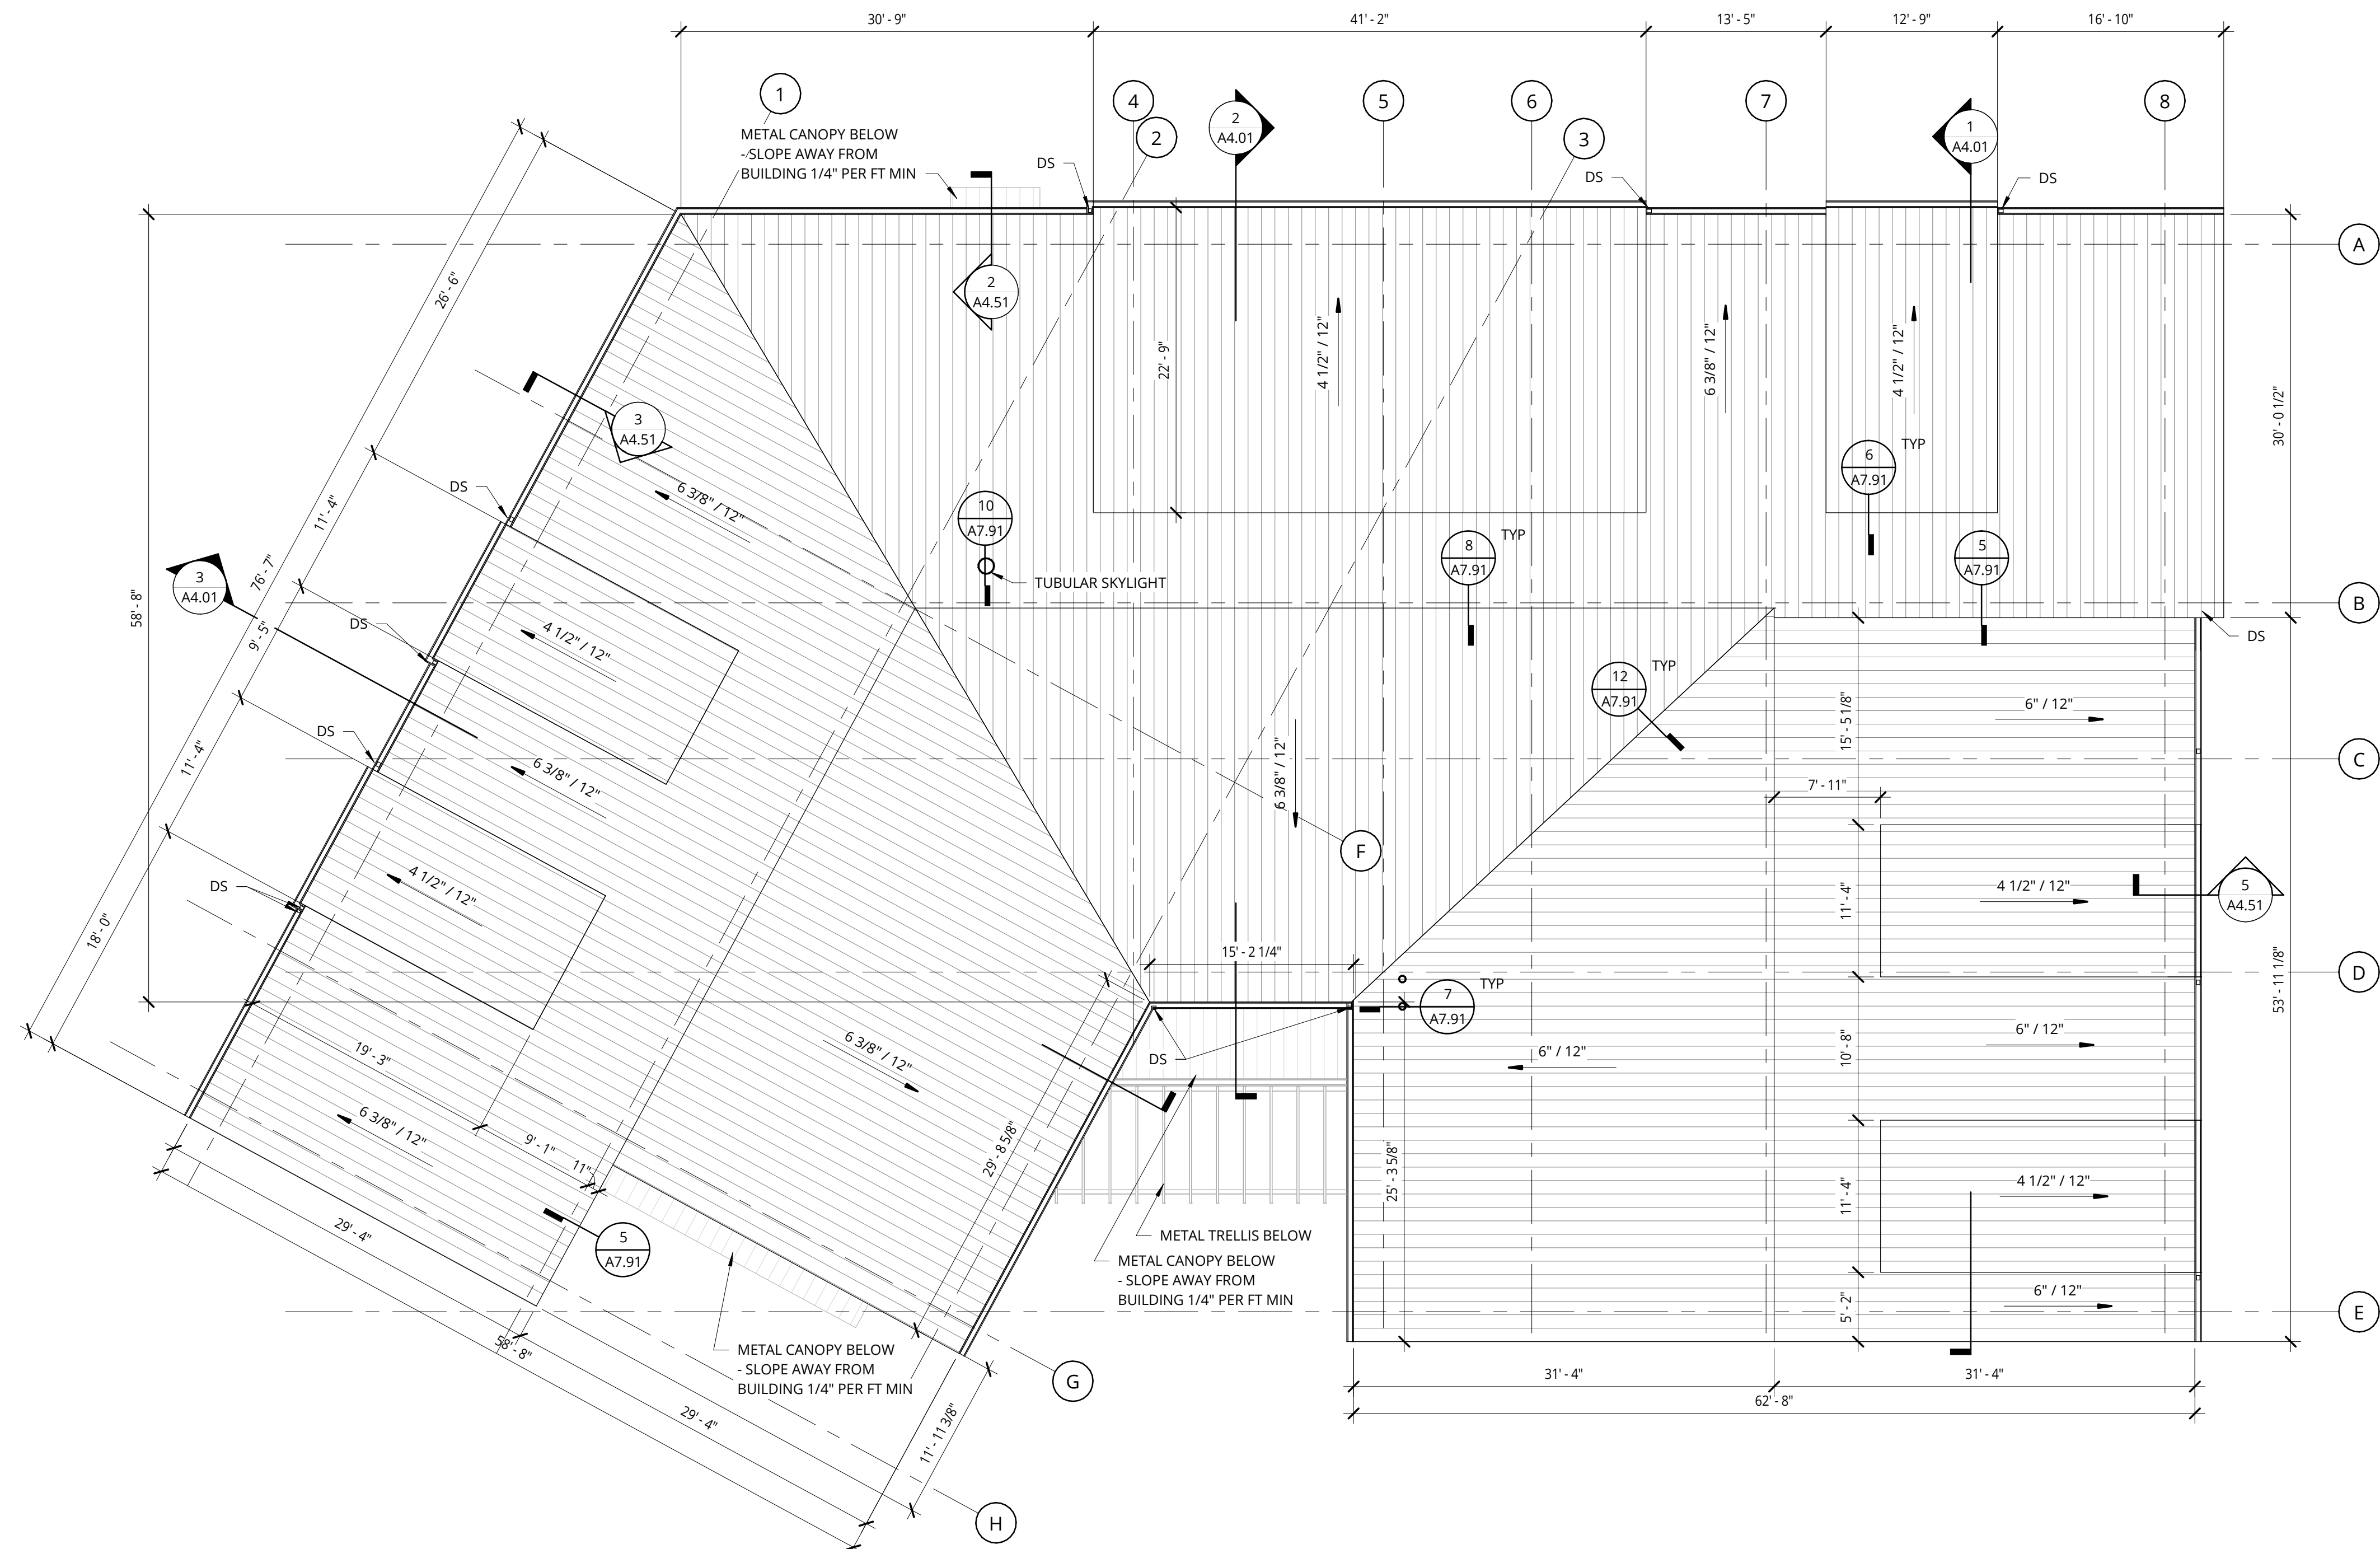 30' - 9"
41' - 2"
13' - 5"
12' - 9"
16' - 10"
1
4
2
2
A4.01
5
6
3
7
1
A4.01
8
METAL CANOPY BELOW
- SLOPE AWAY FROM
BUILDING 1/4" PER FT MIN
DS
DS
DS
A
26' - 6"
2
A4.51
22' - 9"
4 1/2" / 12"
6 3/8" / 12"
4 1/2" / 12"
30' - 0 1/2"
3
A4.51
6
A7.91
TYP
DS
6 3/8" / 12"
11' - 4"
10
A7.91
8
A7.91
TYP
5
A7.91
3
A4.01
76' - 7"
58' - 8"
TUBULAR SKYLIGHT
B
DS
9' - 5"
4 1/2" / 12"
DS
12
A7.91
TYP
15' - 5 1/8"
6" / 12"
DS
11' - 4"
6 3/8" / 12"
6 3/8" / 12"
C
7' - 11"
F
DS
4 1/2" / 12"
18' - 0"
11' - 4"
4 1/2" / 12"
5
A4.51
15' - 2 1/4"
D
7
A7.91
TYP
53' - 11 1/8"
19' - 3"
6 3/8" / 12"
DS
6" / 12"
10' - 8"
6" / 12"
6 3/8" / 12"
9' - 1"
11"
29' - 8 5/8"
25' - 3 5/8"
11' - 4"
4 1/2" / 12"
29' - 4"
5
A7.91
METAL TRELLIS BELOW
METAL CANOPY BELOW
- SLOPE AWAY FROM
BUILDING 1/4" PER FT MIN
5' - 2"
6" / 12"
E
58' - 8"
METAL CANOPY BELOW
- SLOPE AWAY FROM
BUILDING 1/4" PER FT MIN
G
31' - 4"
31' - 4"
62' - 8"
29' - 4"
11' - 11 3/8"
H